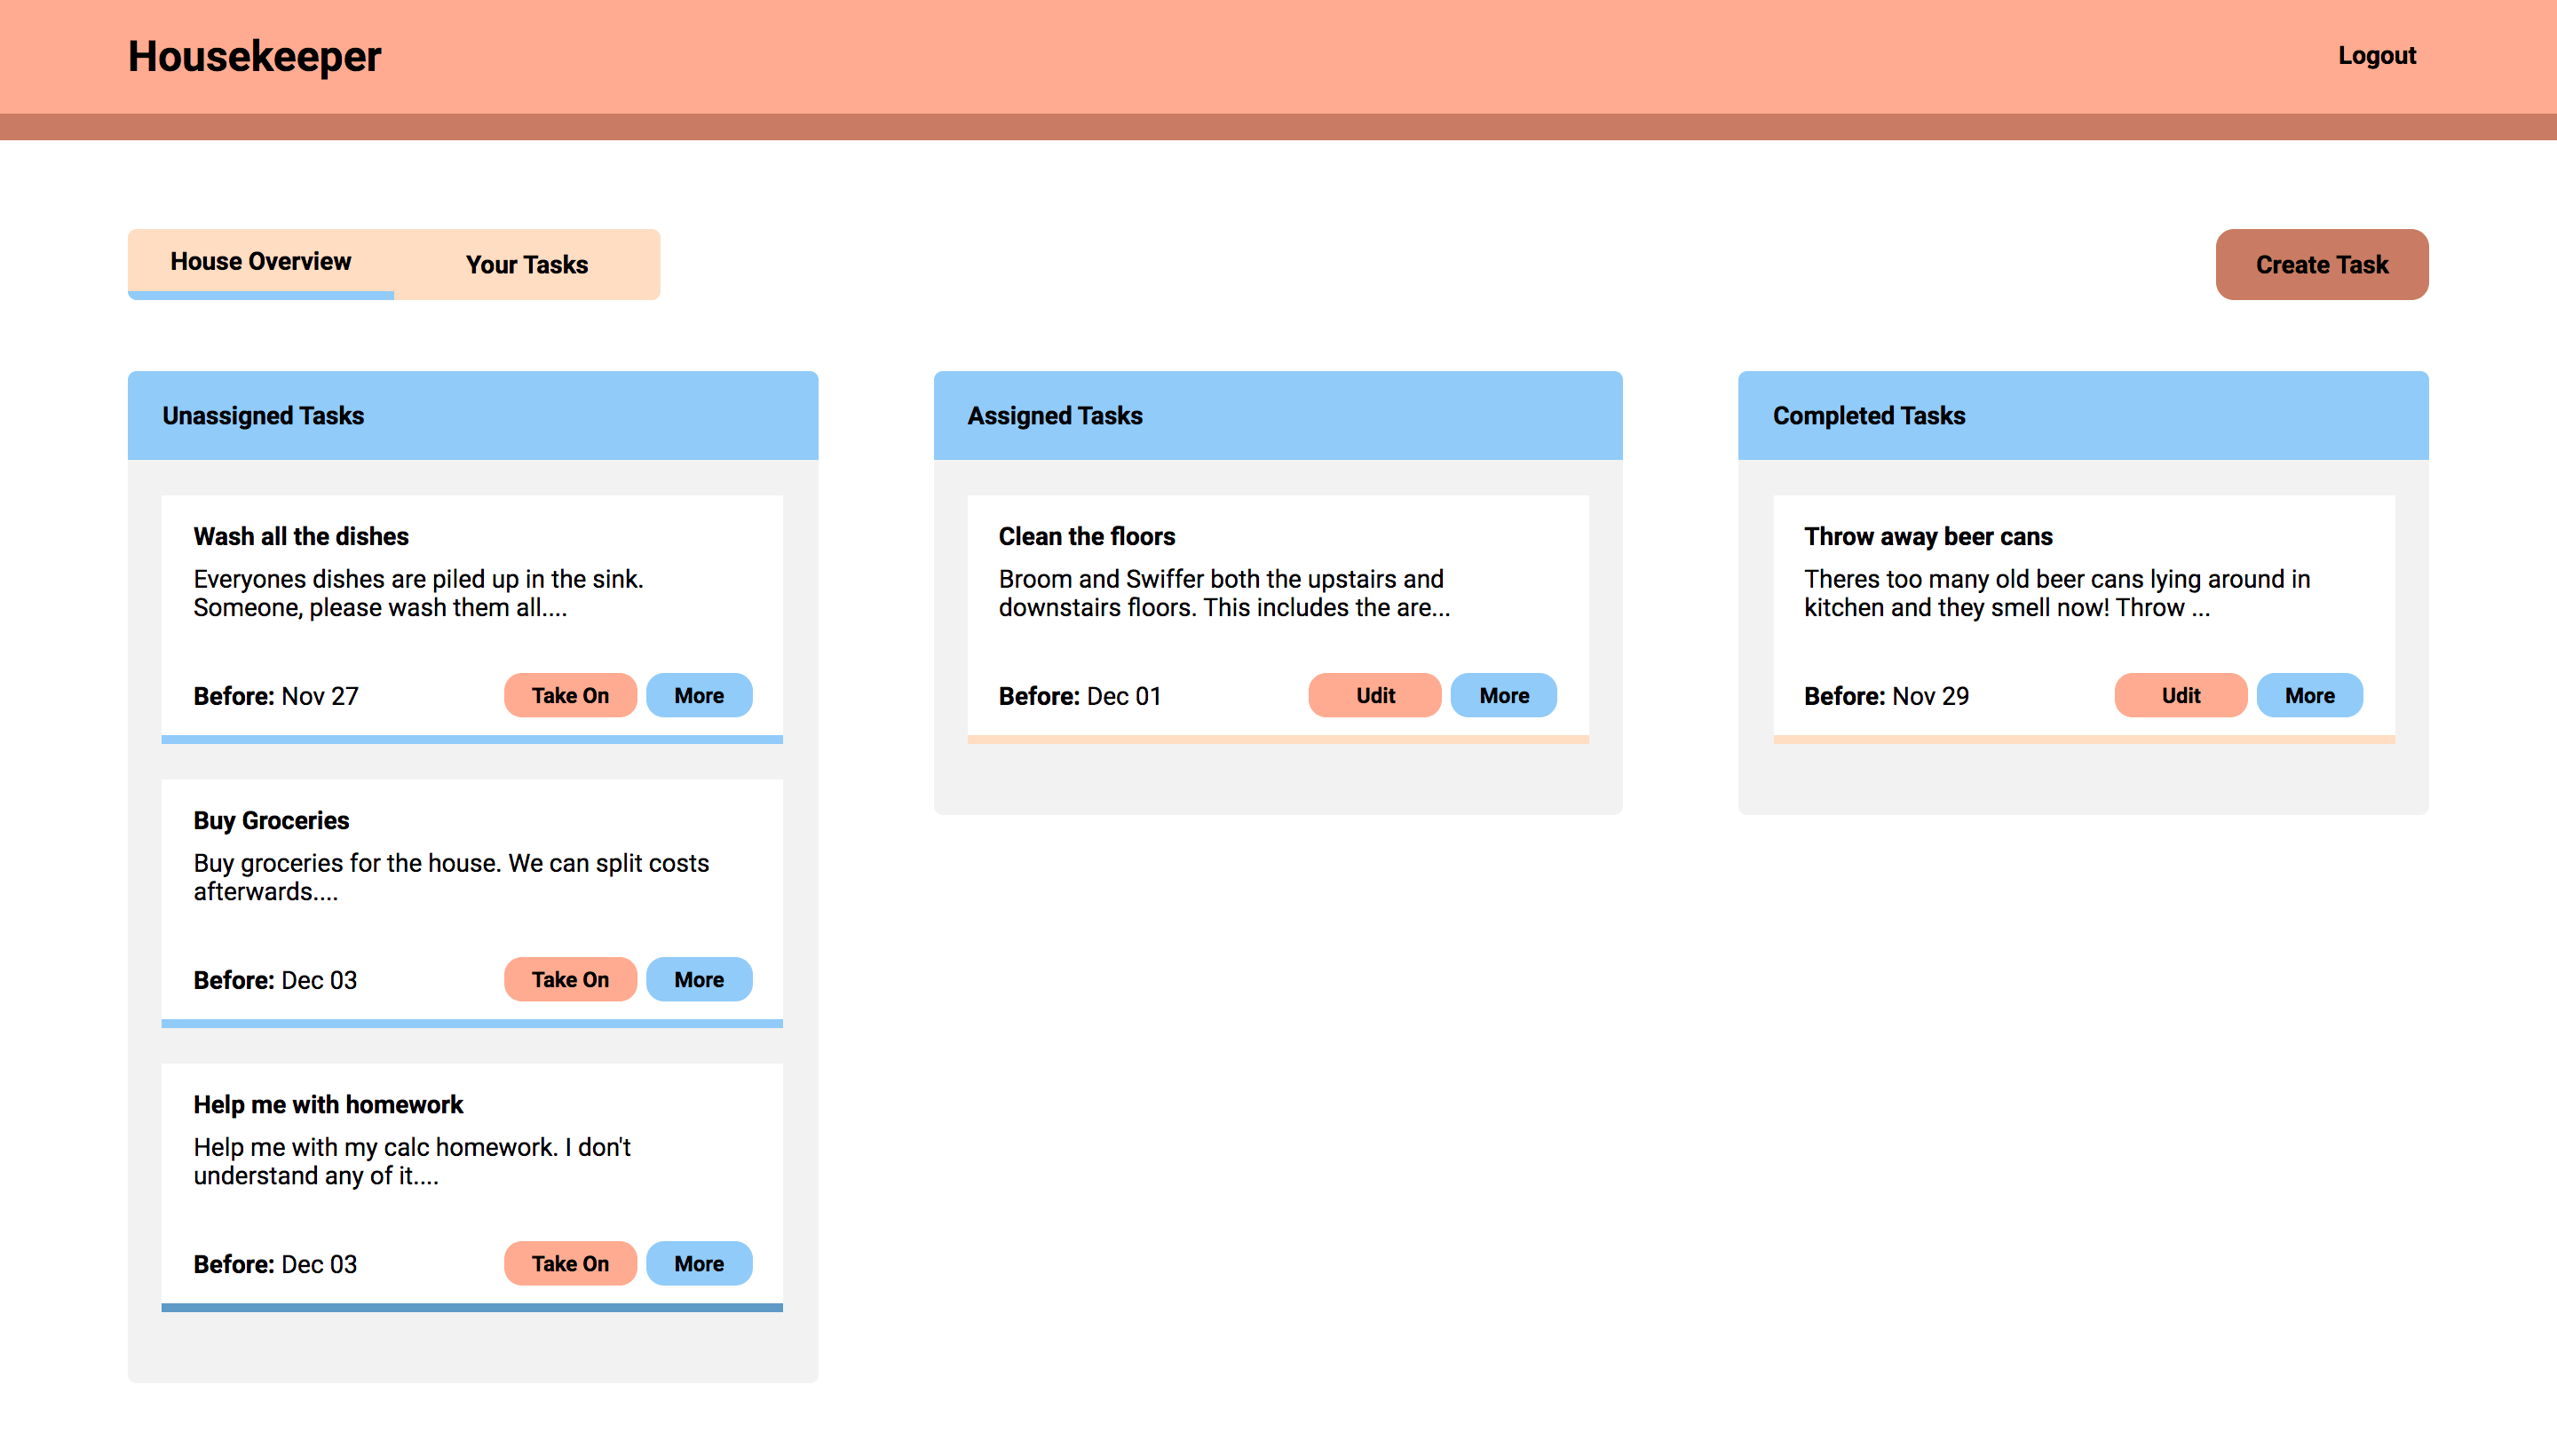 Housekeeper
Logout
House Overview
Your Tasks
Create Task
Unassigned Tasks
Wash all the dishes
Everyones dishes are piled up in the sink.
Someone, please wash them all....
Before: Nov 27
Take On
More
Buy Groceries
Buy groceries for the house. We can split costs
afterwards....
Before: Dec 03
Take On
More
Help me with homework
Help me with my calc homework. I don't
understand any of it....
Before: Dec 03
Take On
More
Assigned Tasks
Clean the floors
Broom and Swiffer both the upstairs and
downstairs floors. This includes the are...
Before: Dec 01
Udit
More
Completed Tasks
Throw away beer cans
Theres too many old beer cans lying around in
kitchen and they smell now! Throw ...
Before: Nov 29
Udit
More